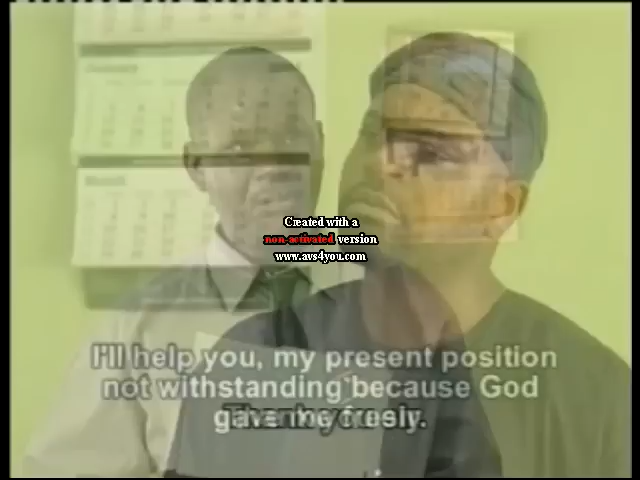 Created with a
non-activated version
www.avs4you.com
I'll help you, my present position
not withstanding because God
gave me freely.